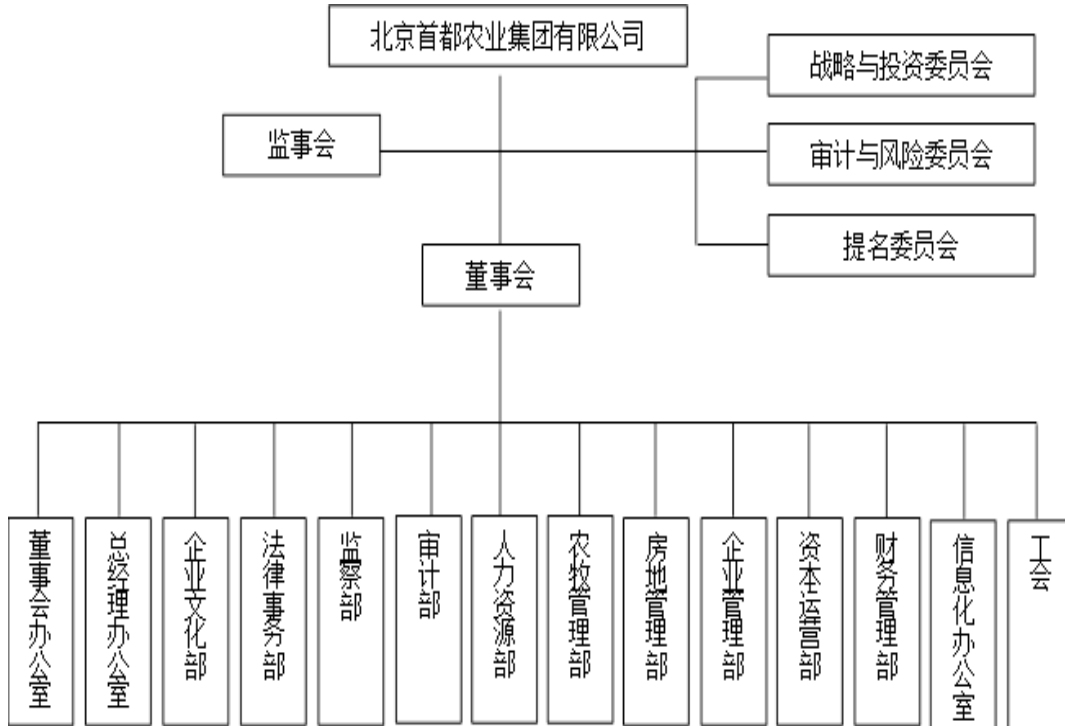 北京首都农业集团有限公司
战略与投资委员会
监事会
审计与风险委员会
提名委员会
董事会
董事会办公室
总经理办公室
企业文化部
法律事务部
监察部
审计部
人力资源部
农牧管理部
房地管理部
企业管理部
资本运营部
财务管理部
信息化办公室
工会